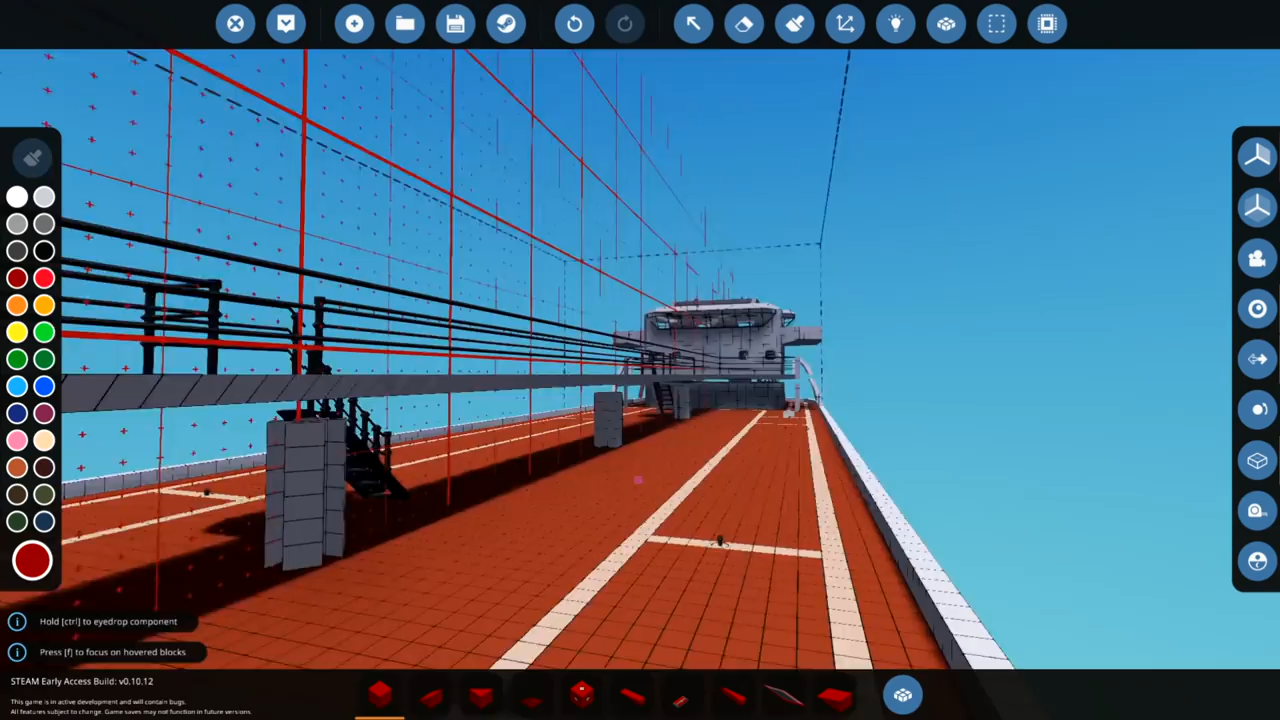 Hold [ctrl] to eyedrop component
Press [f] to focus on hovered blocks
STEAM Early Access Build: v0.10.12
This game is in active development and will contain bugs.
All features subject to change. Game saves may not function in future versions.